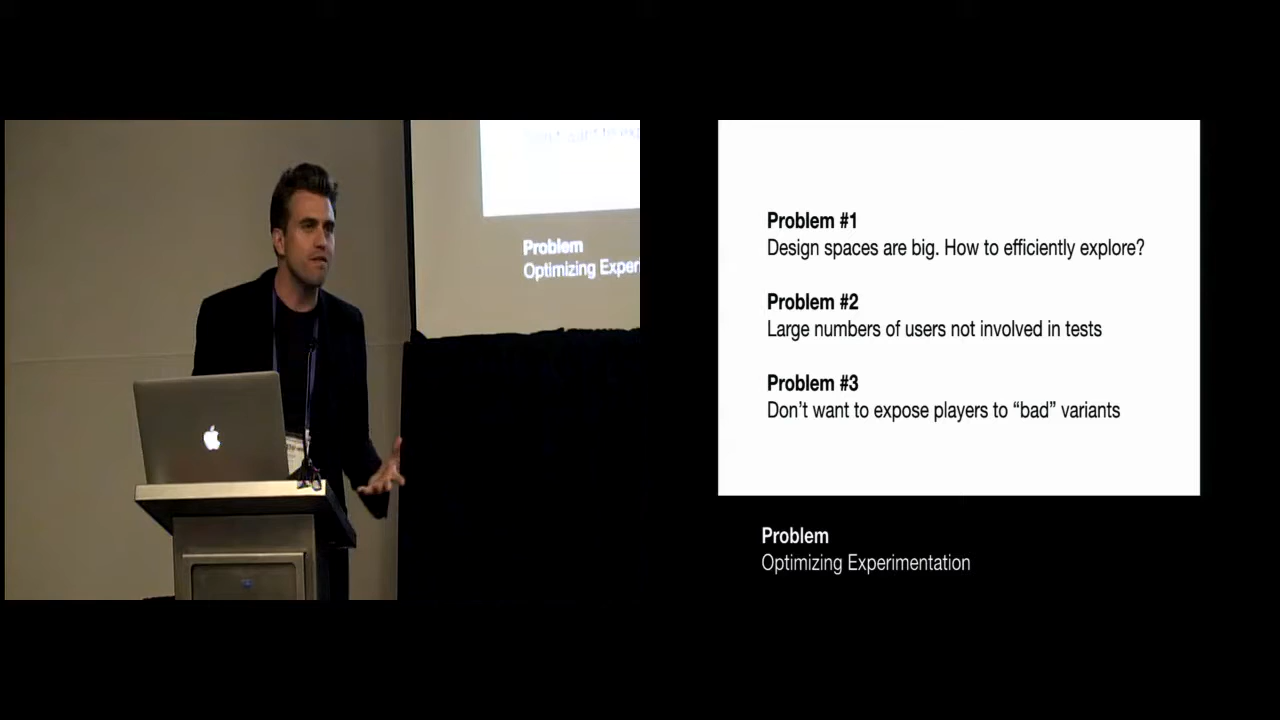 Problem
Optimizing Exper
Problem #1
Design spaces are big. How to efficiently explore?
Problem #2
Large numbers of users not involved in tests
Problem #3
Don't want to expose players to “bad” variants
Problem
Optimizing Experimentation